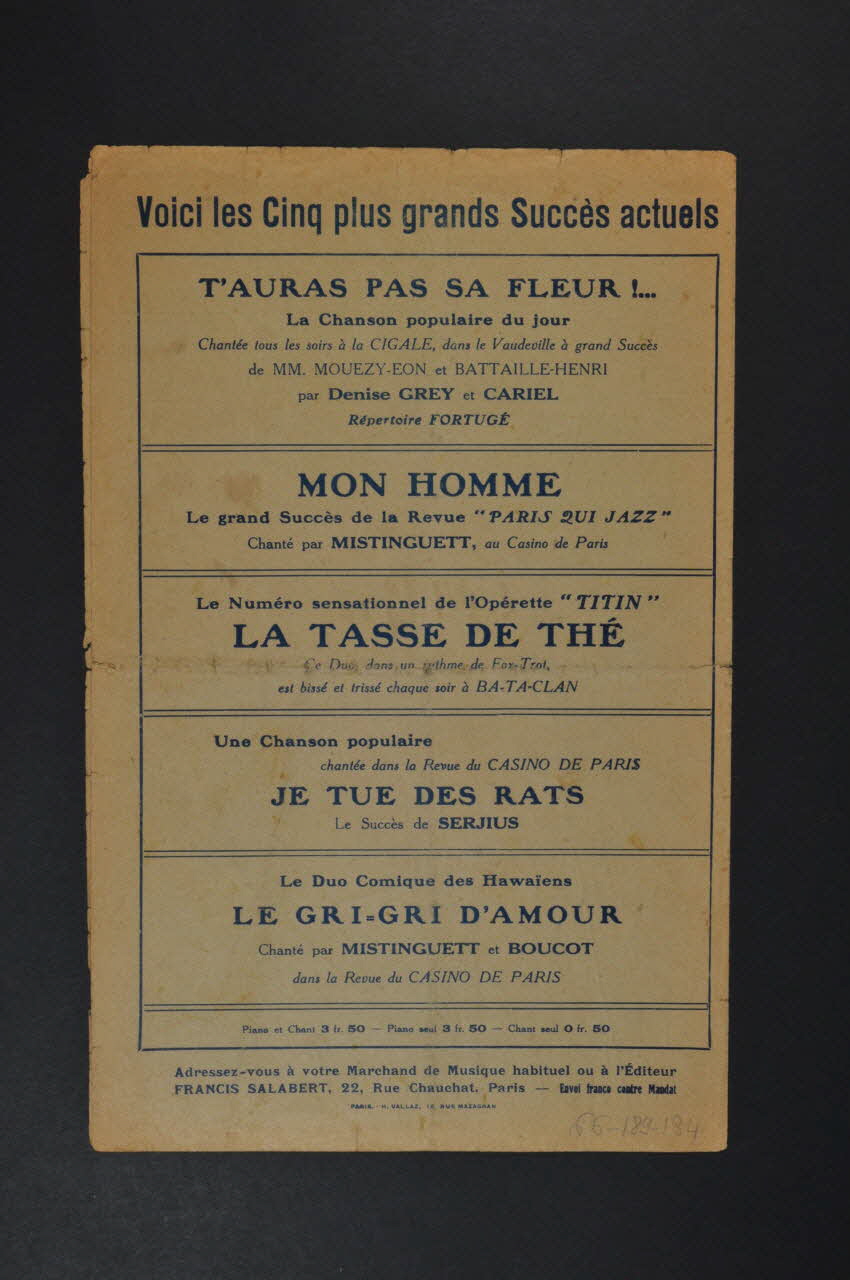 Voici les Cinq plus grands Succès actuels
T'AURAS PAS SA FLEUR !...
La Chanson populaire du jour
Chantée tous les soirs à la CIGALE, dans le Vaudeville à grand Succès
de MM. MOUEZY-EON et BATTAILLE-HENRI
par Denise GREY et CARIEL
Répertoire FORTUGÉ
MON HOMME
Le grand Succès de la Revue "PARIS QUI JAZZ"
Chanté par MISTINGUETT, au Casino de Paris
Le Numéro sensationnel de l'Opérette "TITIN"
LA TASSE DE THÉ
Ce Duo, dans un rythme de Fox-Trot,
est bissé et trissé chaque soir à BA-TA-CLAN
Une Chanson populaire
chantée dans la Revue du CASINO DE PARIS
JE TUE DES RATS
Le Succès de SERJIUS
Le Duo Comique des Hawaïens
LE GRI=GRI D'AMOUR
Chanté par MISTINGUETT et BOUCOT
dans la Revue du CASINO DE PARIS
Piano et Chant 3 fr. 50 — Piano seul 3 fr. 50 — Chant seul 0 fr. 50
Adressez-vous à votre Marchand de Musique habituel ou à l'Éditeur
FRANCIS SALABERT, 22, Rue Chauchat, Paris — Envoi franco contre Mandat
PARIS. - H. VALLAZ, RUE MAZAGRAN
66-189-194